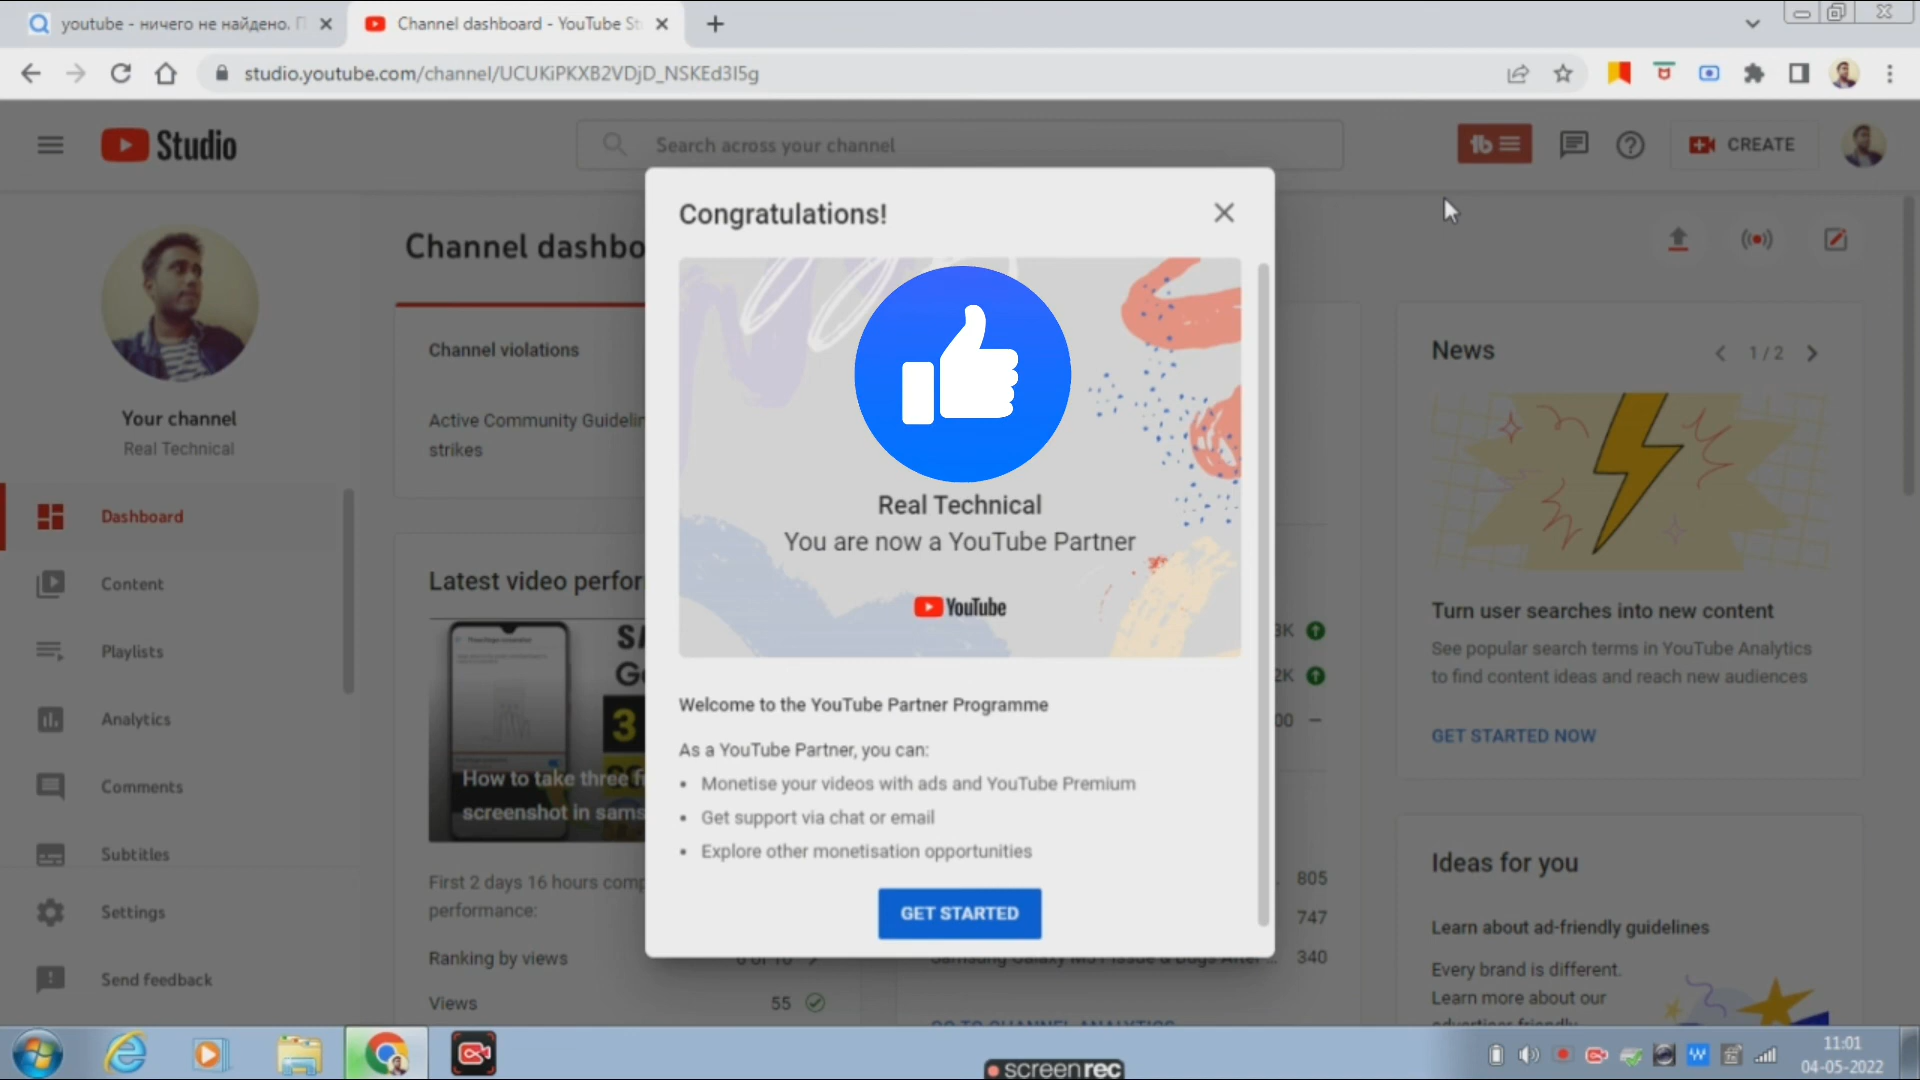 youtube - ничего не найдено.
Channel dashboard - YouTube St
studio.youtube.com/channel/UCUKiPKXB2VDjD_NSKEd3I5g
Studio
Search across your channel
CREATE
Congratulations!
Channel dashbo
Real Technical
You are now a YouTube Partner
YouTube
Welcome to the YouTube Partner Programme
As a YouTube Partner, you can:
• Monetise your videos with ads and YouTube Premium
• Get support via chat or email
• Explore other monetisation opportunities
GET STARTED
Your channel
Real Technical
Dashboard
Content
Playlists
Analytics
Comments
Subtitles
Settings
Send feedback
Channel violations
Active Community Guidelin
strikes
Latest video perfor
3
How to take three fi
screenshot in sams
First 2 days 16 hours comp
performance:
Ranking by views
Views
55
3K
2K
00
805
747
340
News
1 / 2
Turn user searches into new content
See popular search terms in YouTube Analytics
to find content ideas and reach new audiences
GET STARTED NOW
Ideas for you
Learn about ad-friendly guidelines
Every brand is different.
Learn more about our
screenrec
11:01
04-05-2022